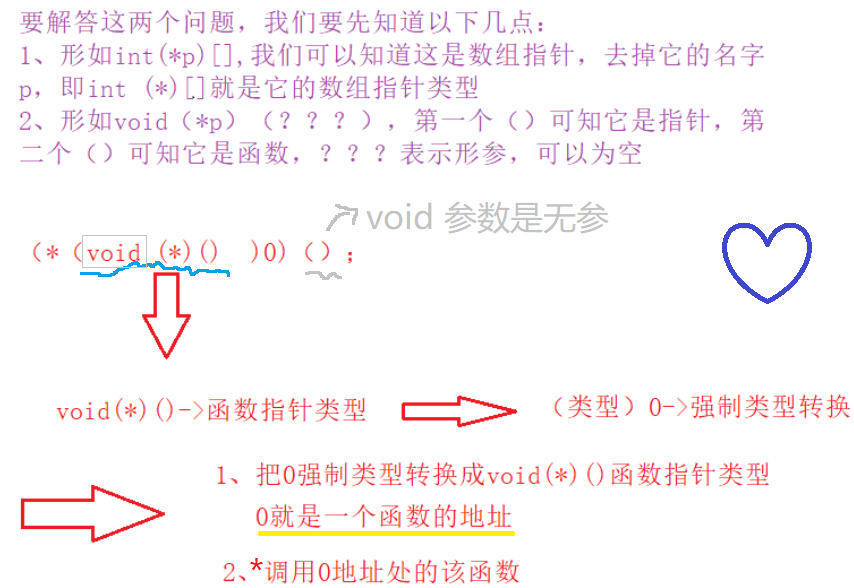 要解答这两个问题，我们要先知道以下几点：
1、形如int(*p)[],我们可以知道这是数组指针，去掉它的名字
p，即int (*)[]就是它的数组指针类型
2、形如void（*p）（？？？），第一个（）可知它是指针，第
二个（）可知它是函数，？？？表示形参，可以为空
void 参数是无参
（*（void (*)() )0)（）；
void(*)()->函数指针类型
（类型）0->强制类型转换
1、把0强制类型转换成void(*)()函数指针类型
0就是一个函数的地址
2、*调用0地址处的该函数